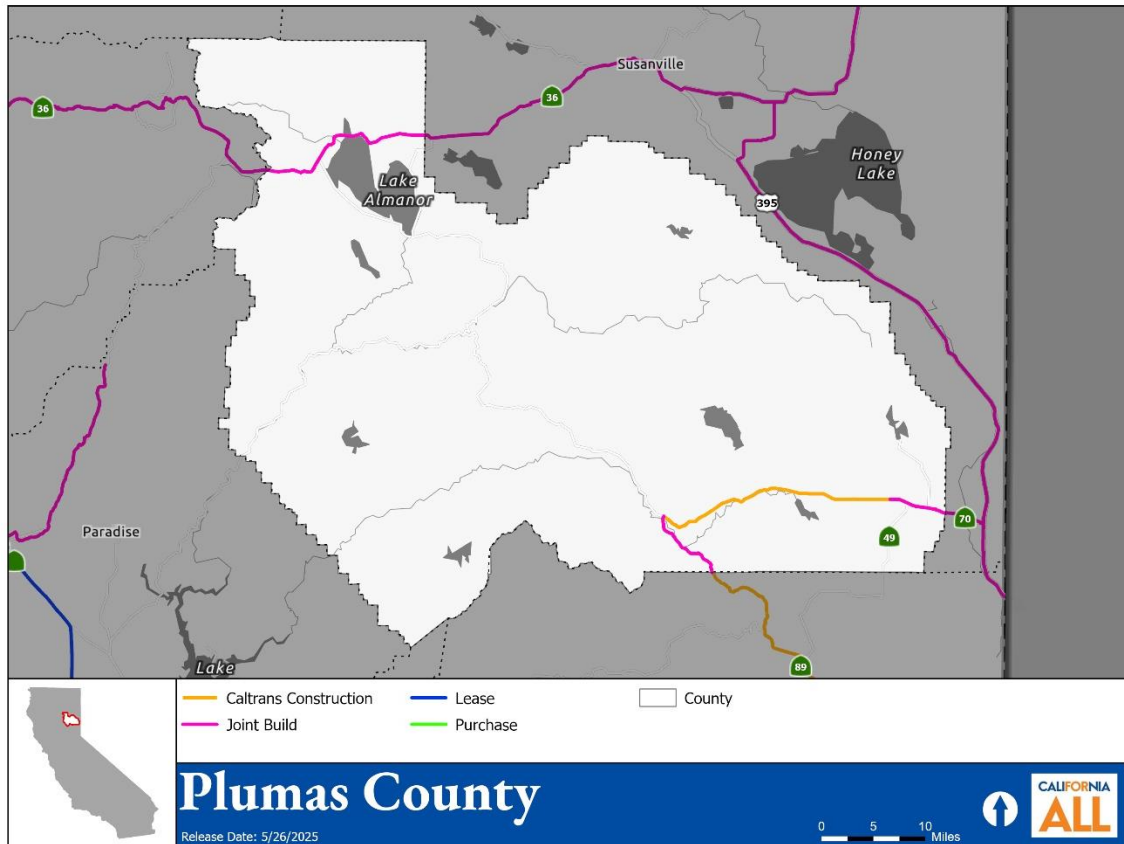 Susanville
36
36
Honey
Lake
Lake
Almanor
395
Paradise
70
49
Lake
89
Caltrans Construction
Lease
County
Joint Build
Purchase
Plumas County
Release Date: 5/26/2025
0 5 10
Miles
CALIFORNIA
ALL